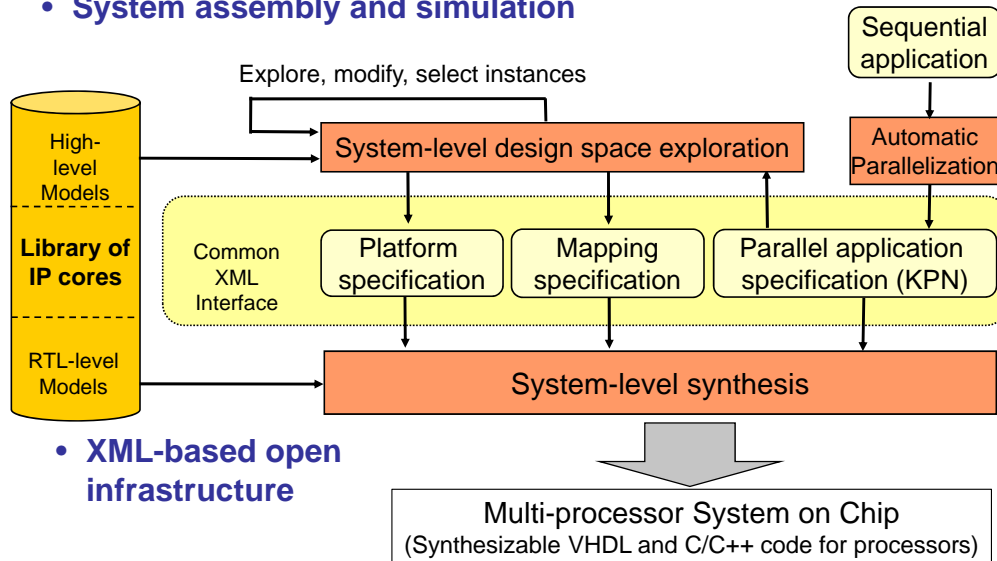 • System assembly and simulation
Sequential
application
Explore, modify, select instances
High-
level
Models
System-level design space exploration
Automatic
Parallelization
Library of
IP cores
Common
XML
Interface
Platform
specification
Mapping
specification
Parallel application
specification (KPN)
RTL-level
Models
System-level synthesis
• XML-based open
infrastructure
Multi-processor System on Chip
(Synthesizable VHDL and C/C++ code for processors)